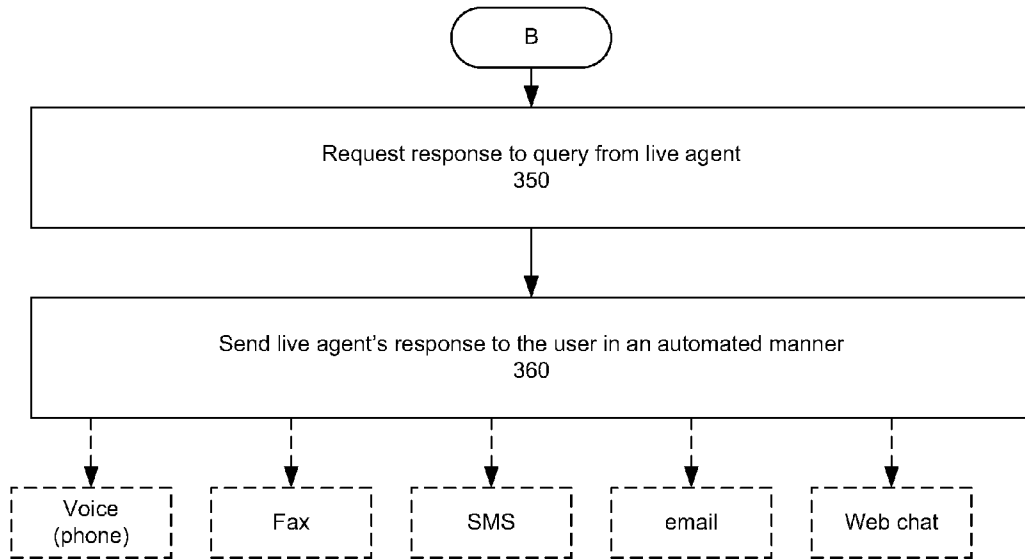 B
Request response to query from live agent
350
Send live agent's response to the user in an automated manner
360
Voice
(phone)
Fax
SMS
email
Web chat